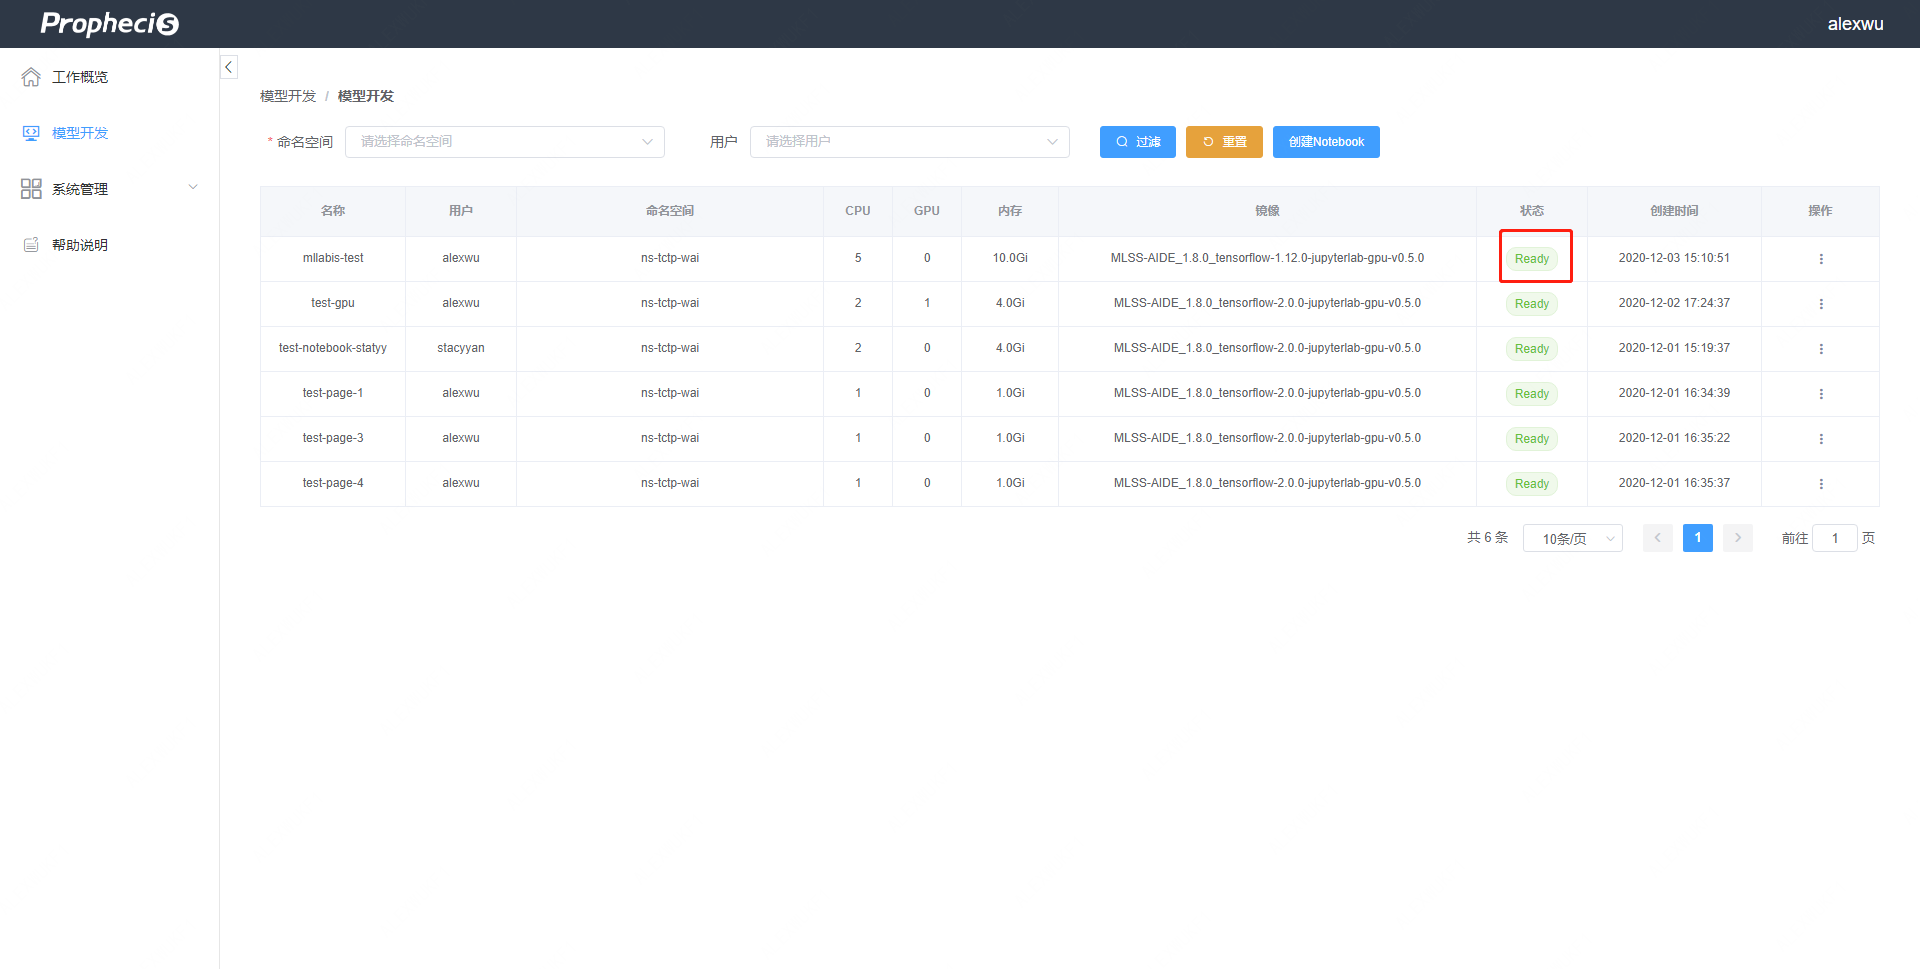 Prophecis
alexwu
工作概览
模型开发
系统管理
帮助说明
模型开发 / 模型开发
* 命名空间 请选择命名空间 用户 请选择用户 过滤 重置 创建Notebook
名称 用户 命名空间 CPU GPU 内存 镜像 状态 创建时间 操作
mllabis-test alexwu ns-tctp-wai 5 0 10.0Gi MLSS-AIDE_1.8.0_tensorflow-1.12.0-jupyterlab-gpu-v0.5.0 Ready 2020-12-03 15:10:51
test-gpu alexwu ns-tctp-wai 2 1 4.0Gi MLSS-AIDE_1.8.0_tensorflow-2.0.0-jupyterlab-gpu-v0.5.0 Ready 2020-12-02 17:24:37
test-notebook-statyy stacyyan ns-tctp-wai 2 0 4.0Gi MLSS-AIDE_1.8.0_tensorflow-2.0.0-jupyterlab-gpu-v0.5.0 Ready 2020-12-01 15:19:37
test-page-1 alexwu ns-tctp-wai 1 0 1.0Gi MLSS-AIDE_1.8.0_tensorflow-2.0.0-jupyterlab-gpu-v0.5.0 Ready 2020-12-01 16:34:39
test-page-3 alexwu ns-tctp-wai 1 0 1.0Gi MLSS-AIDE_1.8.0_tensorflow-2.0.0-jupyterlab-gpu-v0.5.0 Ready 2020-12-01 16:35:22
test-page-4 alexwu ns-tctp-wai 1 0 1.0Gi MLSS-AIDE_1.8.0_tensorflow-2.0.0-jupyterlab-gpu-v0.5.0 Ready 2020-12-01 16:35:37
共 6 条 10条/页 1 前往 1 页